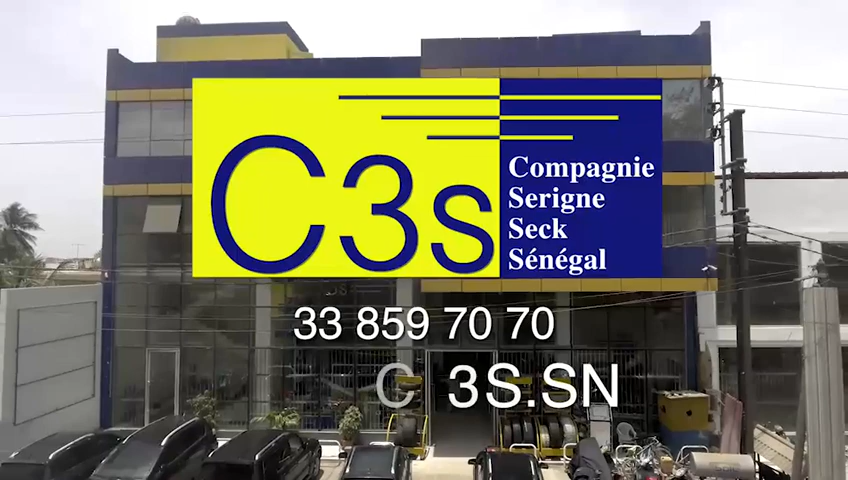 C3s
Compagnie
Serigne
Seck
Sénégal
33 859 70 70
C 3S.SN